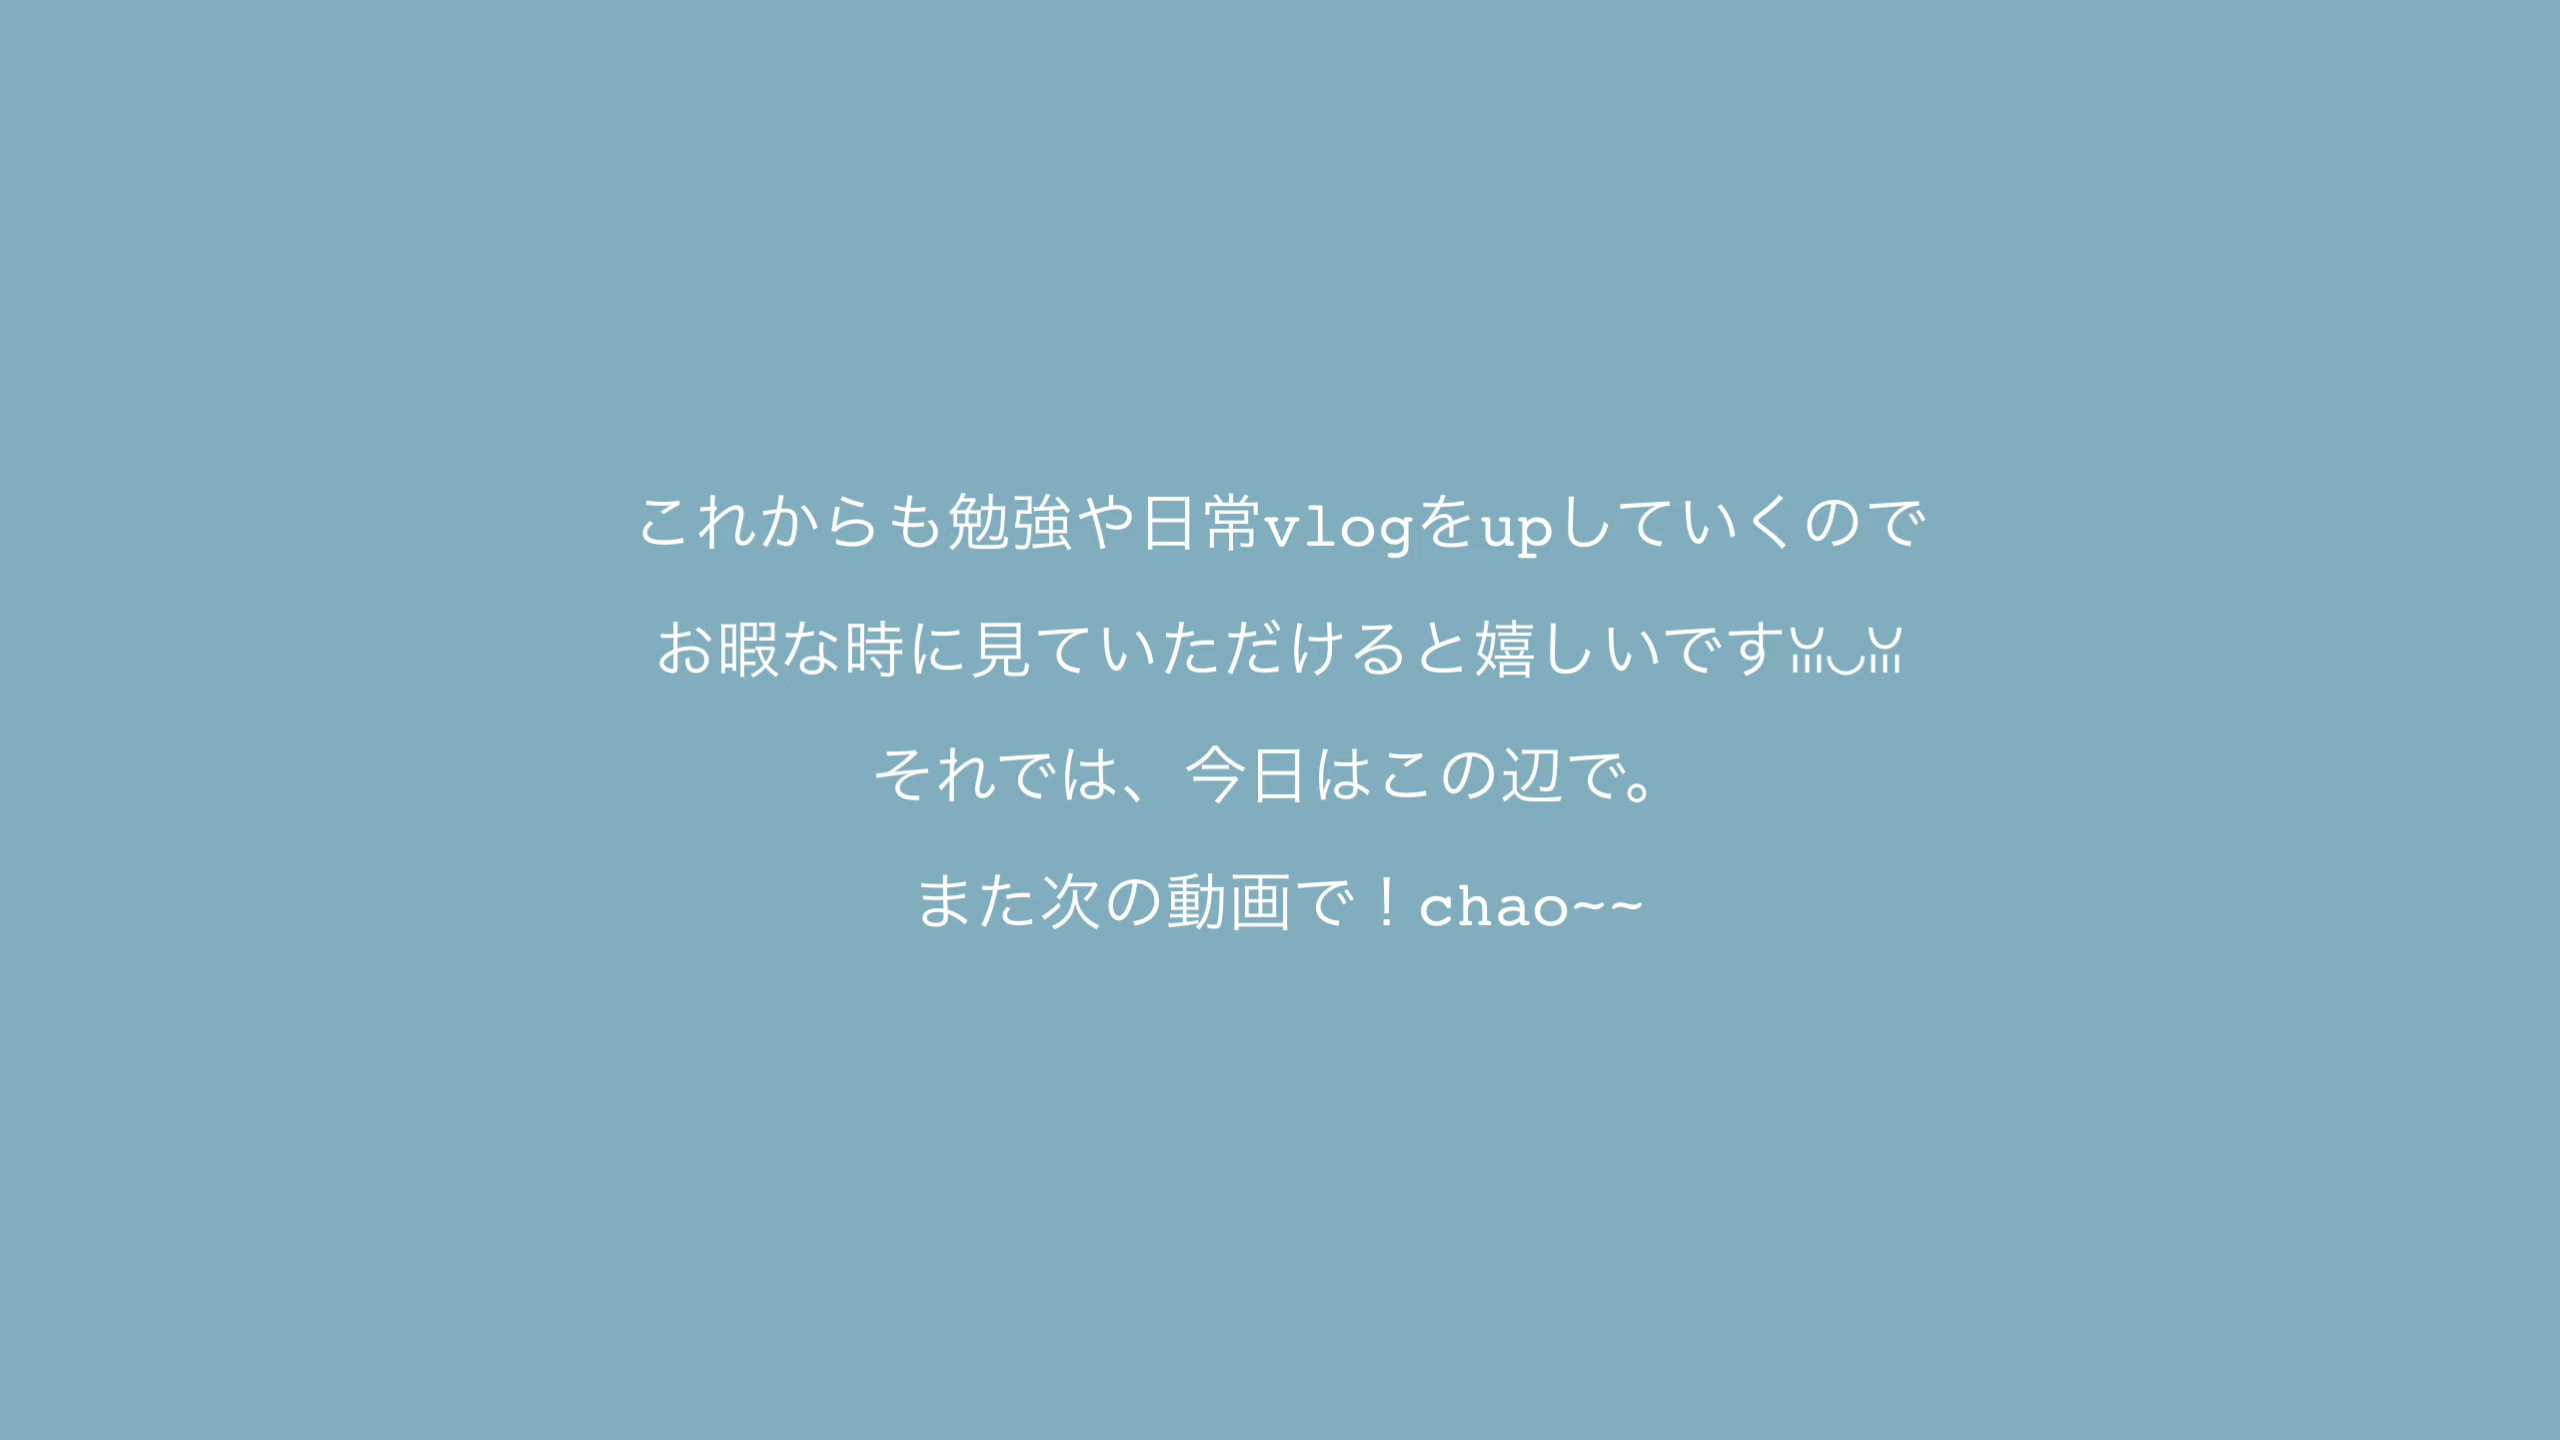 これからも勉強や日常vlogをupしていくので
お暇な時に見ていただけると嬉しいですꈍ◡ꈍ
それでは、今日はこの辺で。
また次の動画で！chao~~